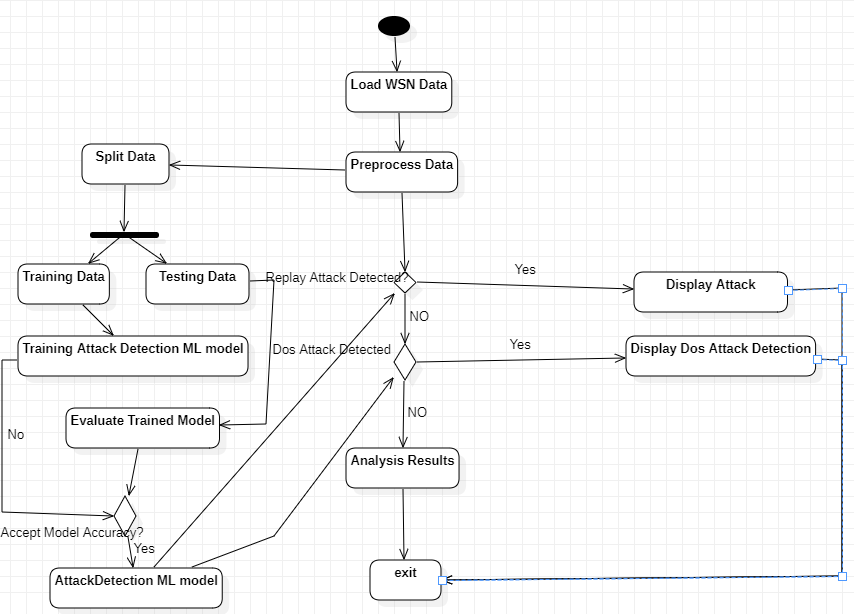 Load WSN Data
Split Data
Preprocess Data
Training Data
Testing Data
Replay Attack Detected?
Yes
Display Attack
NO
Training Attack Detection ML model
Dos Attack Detected
Yes
Display Dos Attack Detection
No
Evaluate Trained Model
NO
Analysis Results
Accept Model Accuracy?
Yes
AttackDetection ML model
exit